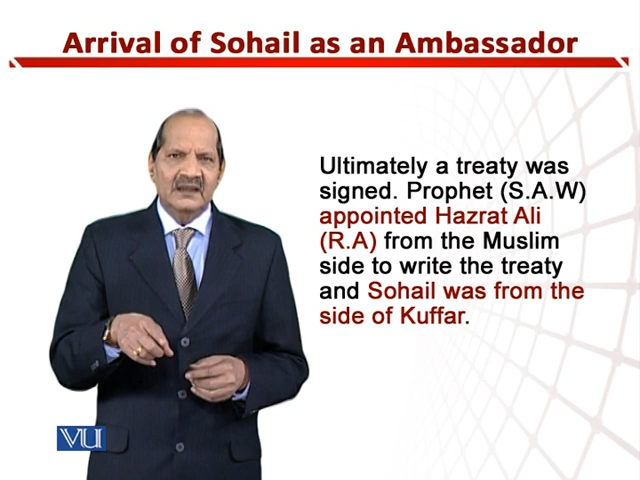 Arrival of Sohail as an Ambassador
Ultimately a treaty was
signed. Prophet (S.A.W)
appointed Hazrat Ali
(R.A) from the Muslim
side to write the treaty
and Sohail was from the
side of Kuffar.
VU